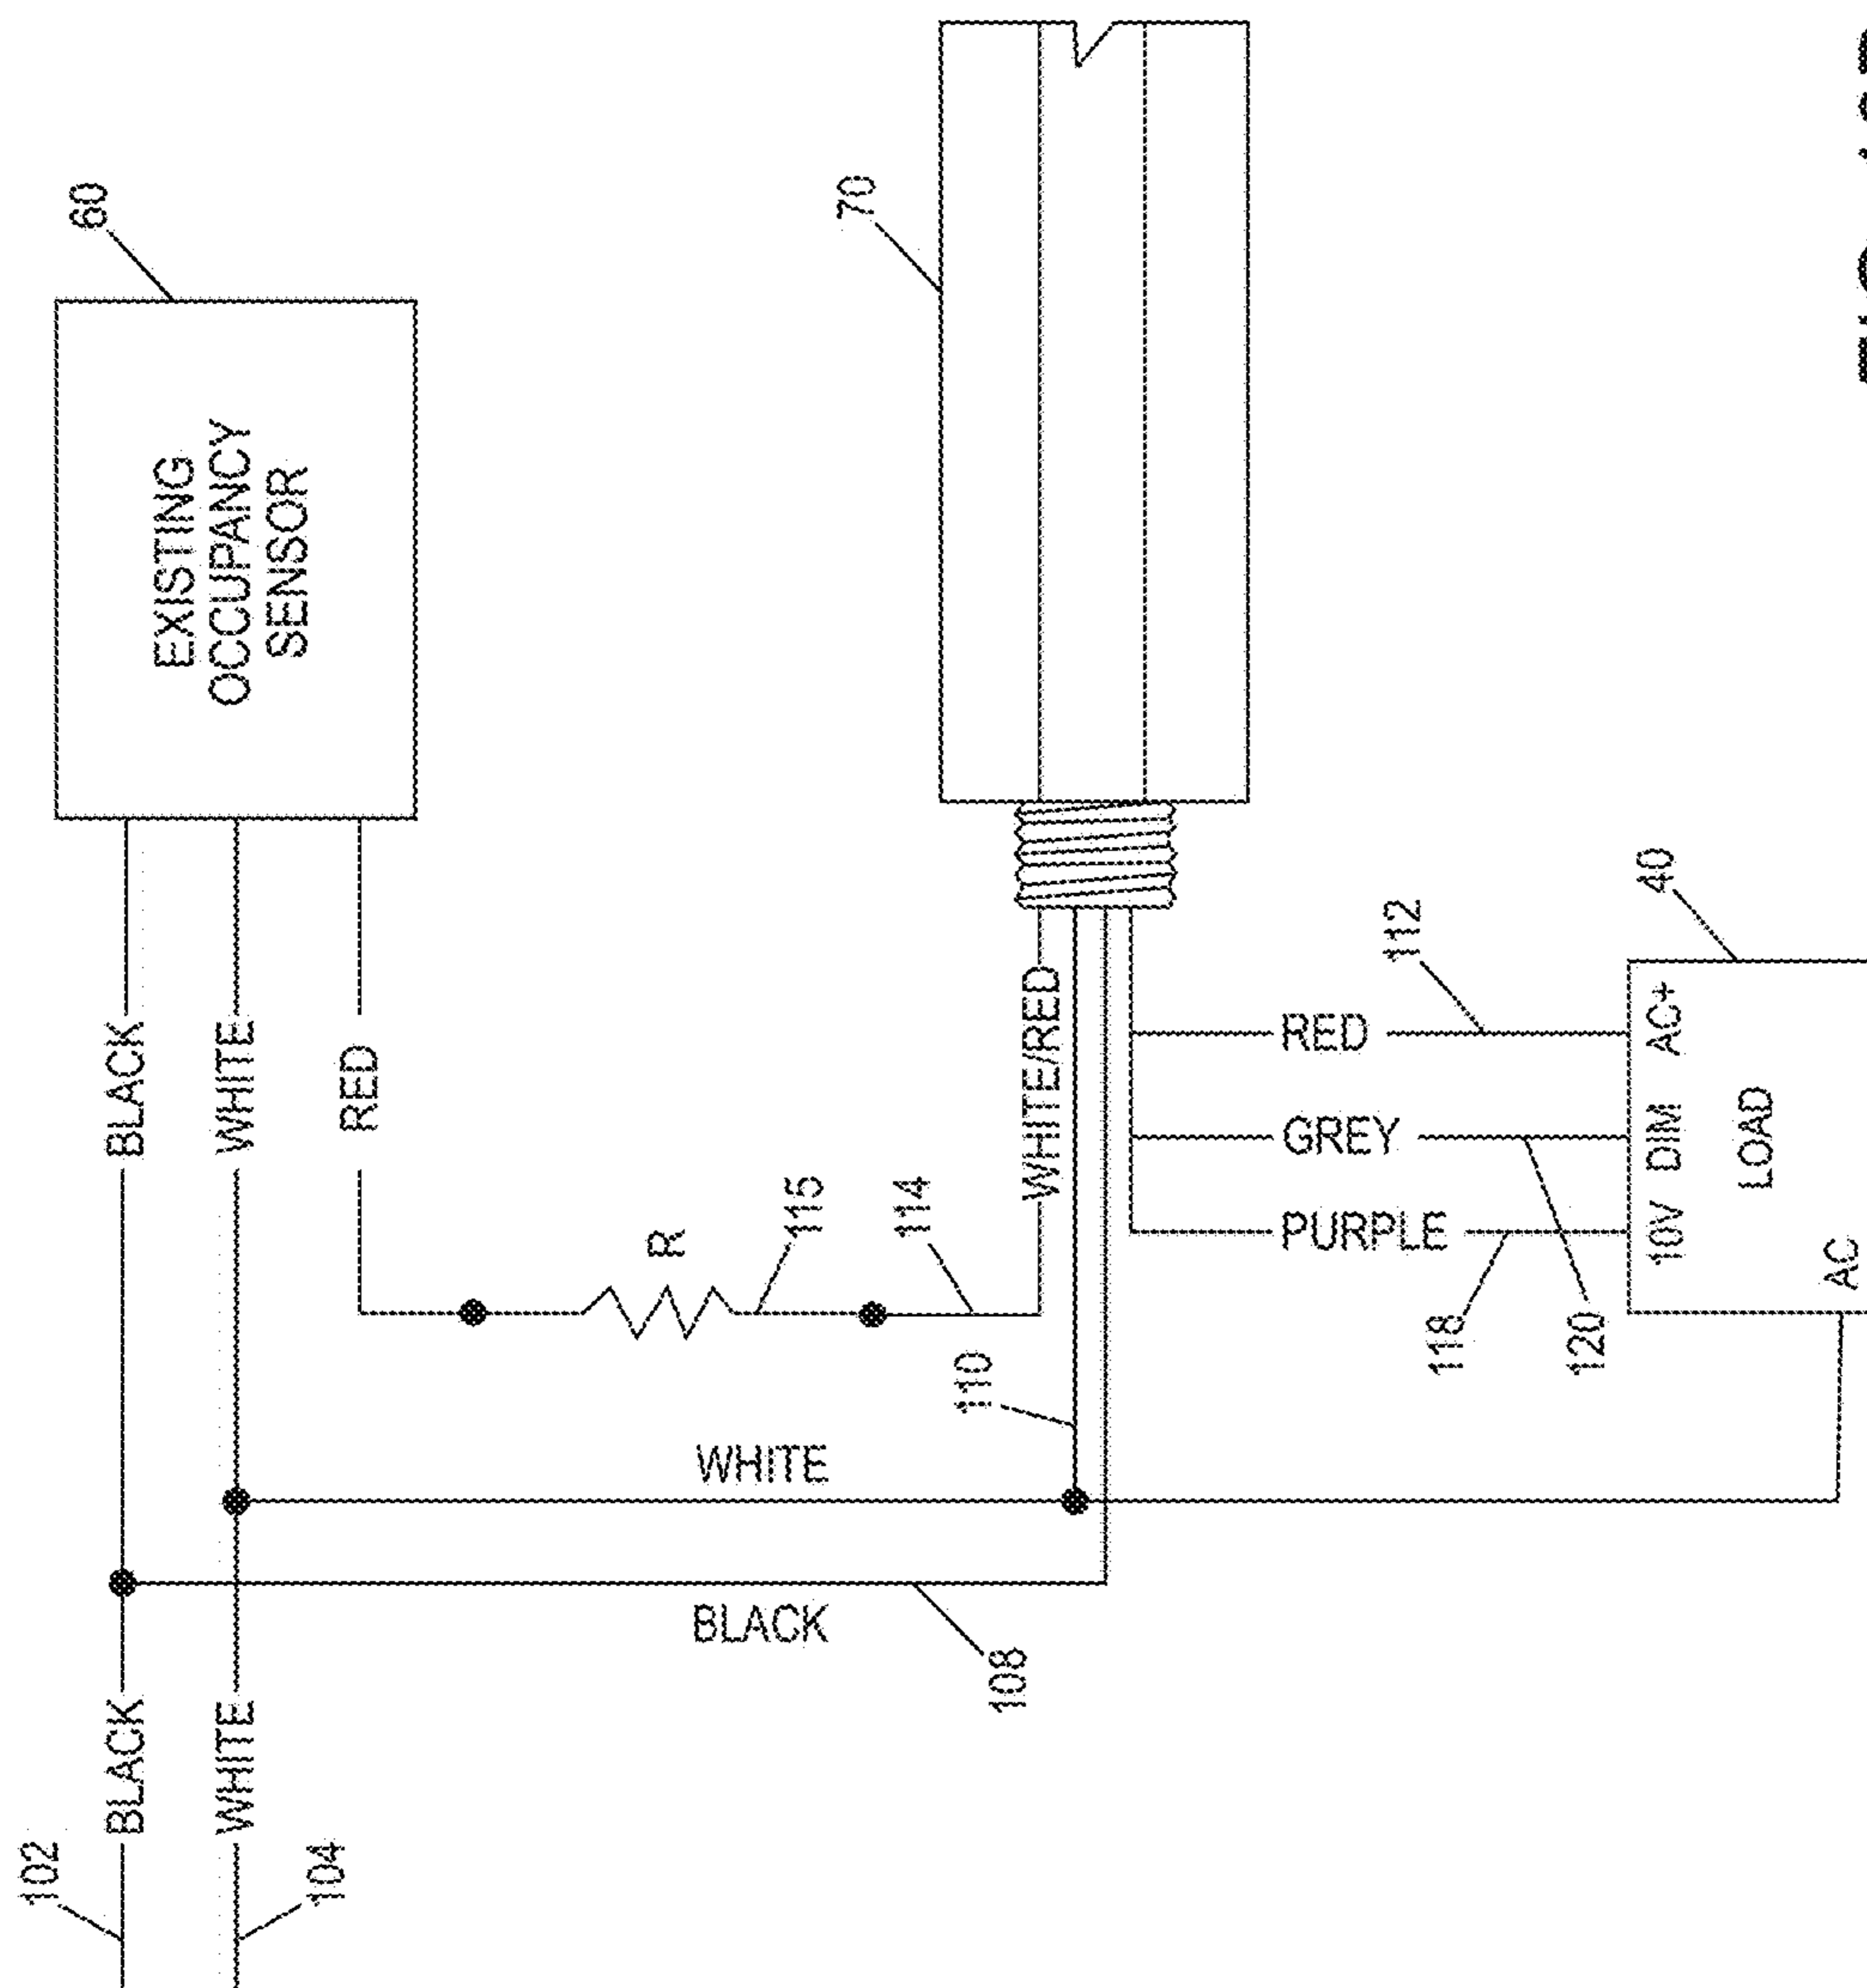 60
EXISTING
OCCUPANCY
SENSOR
BLACK
WHITE
RED
BLACK
WHITE
102
104
70
WHITE/RED
R
115
114
110
WHITE
BLACK
108
112
40
RED
GREY
PURPLE
118
120
10V DIM AC+
LOAD
AC